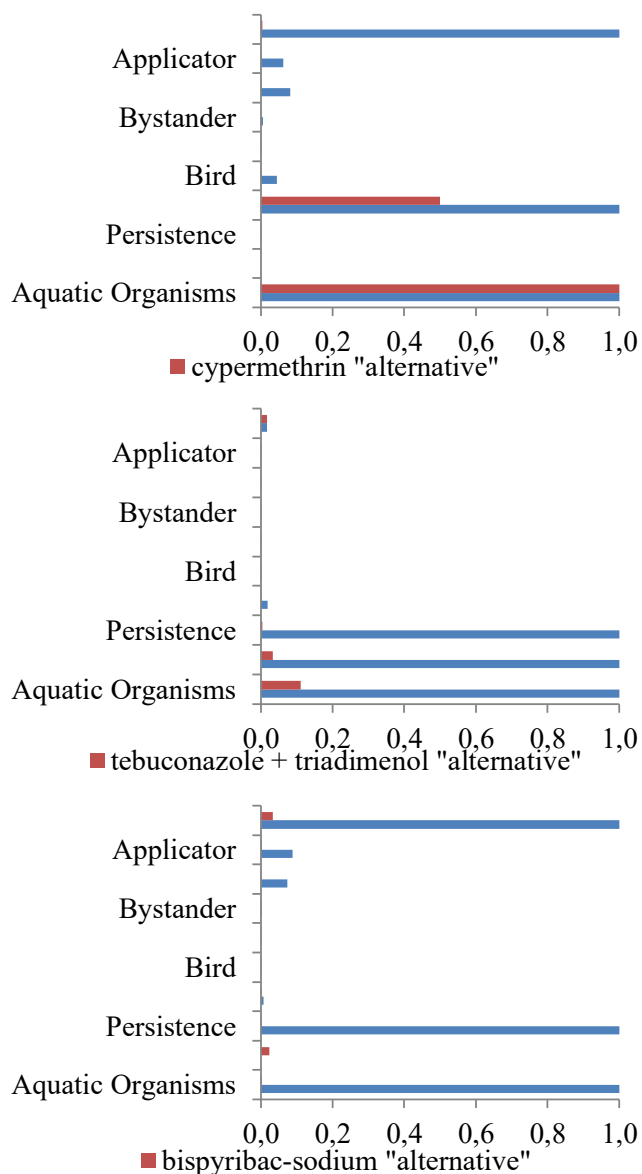 Applicator
Bystander
Bird
Persistence
Aquatic Organisms
0,0 0,2 0,4 0,6 0,8 1,0
cypermethrin "alternative"
Applicator
Bystander
Bird
Persistence
Aquatic Organisms
0,0 0,2 0,4 0,6 0,8 1,0
tebuconazole + triadimenol "alternative"
Applicator
Bystander
Bird
Persistence
Aquatic Organisms
0,0 0,2 0,4 0,6 0,8 1,0
bispyribac-sodium "alternative"